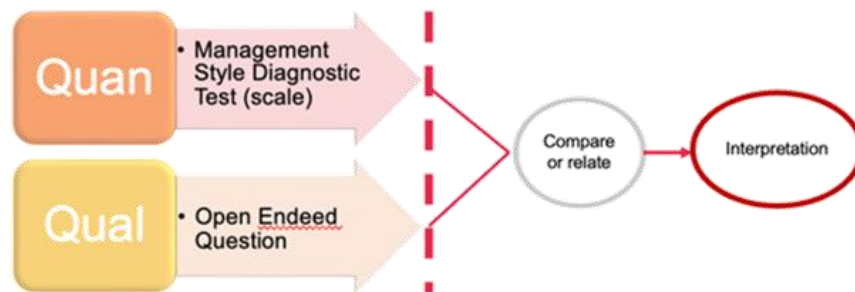 Quan
• Management
Style Diagnostic
Test (scale)
Qual
• Open Endeed
Question
Compare
or relate
Interpretation